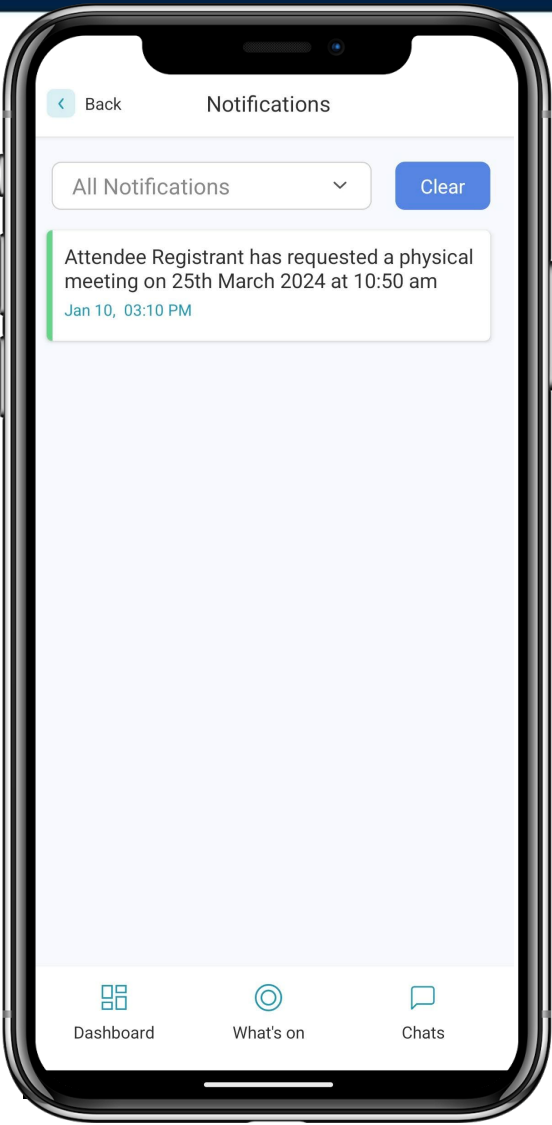 Back
Notifications
All Notifications
Clear
Attendee Registrant has requested a physical
meeting on 25th March 2024 at 10:50 am
Jan 10, 03:10 PM
Dashboard
What's on
Chats